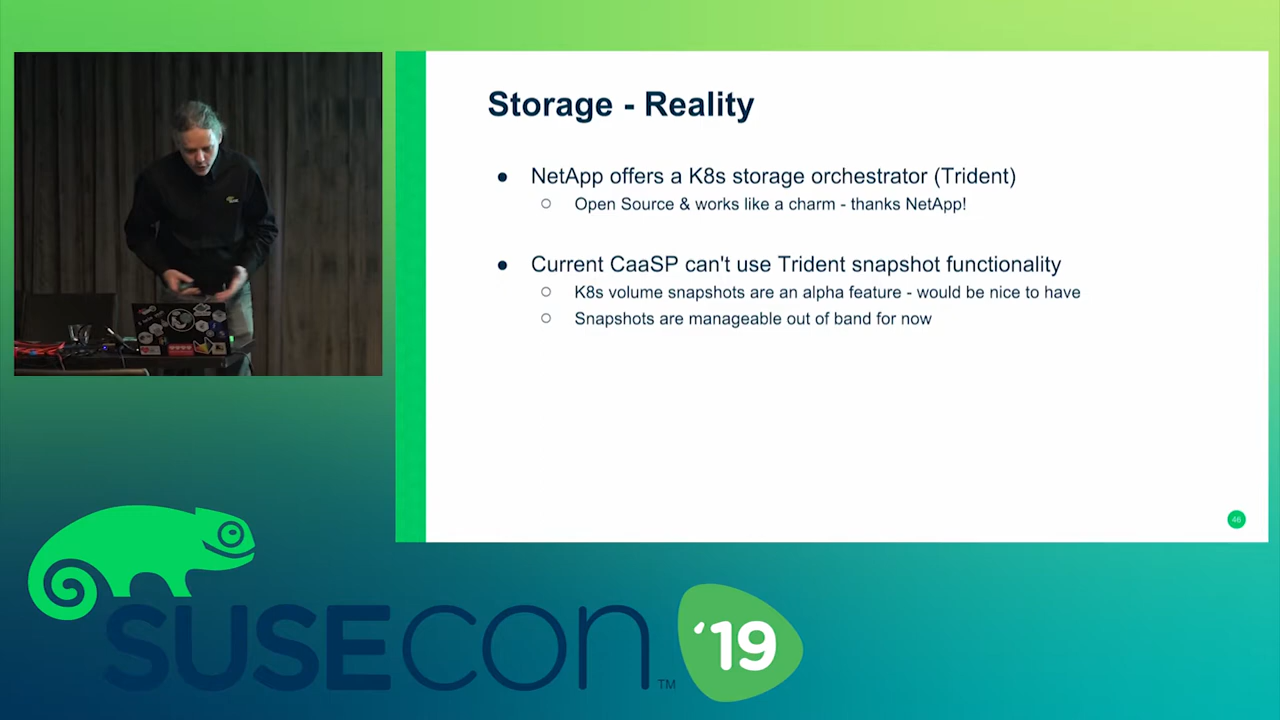 Storage - Reality
● NetApp offers a K8s storage orchestrator (Trident)
○ Open Source & works like a charm - thanks NetApp!
● Current CaaSP can't use Trident snapshot functionality
○ K8s volume snapshots are an alpha feature - would be nice to have
○ Snapshots are manageable out of band for now
46
SUSECON™ '19